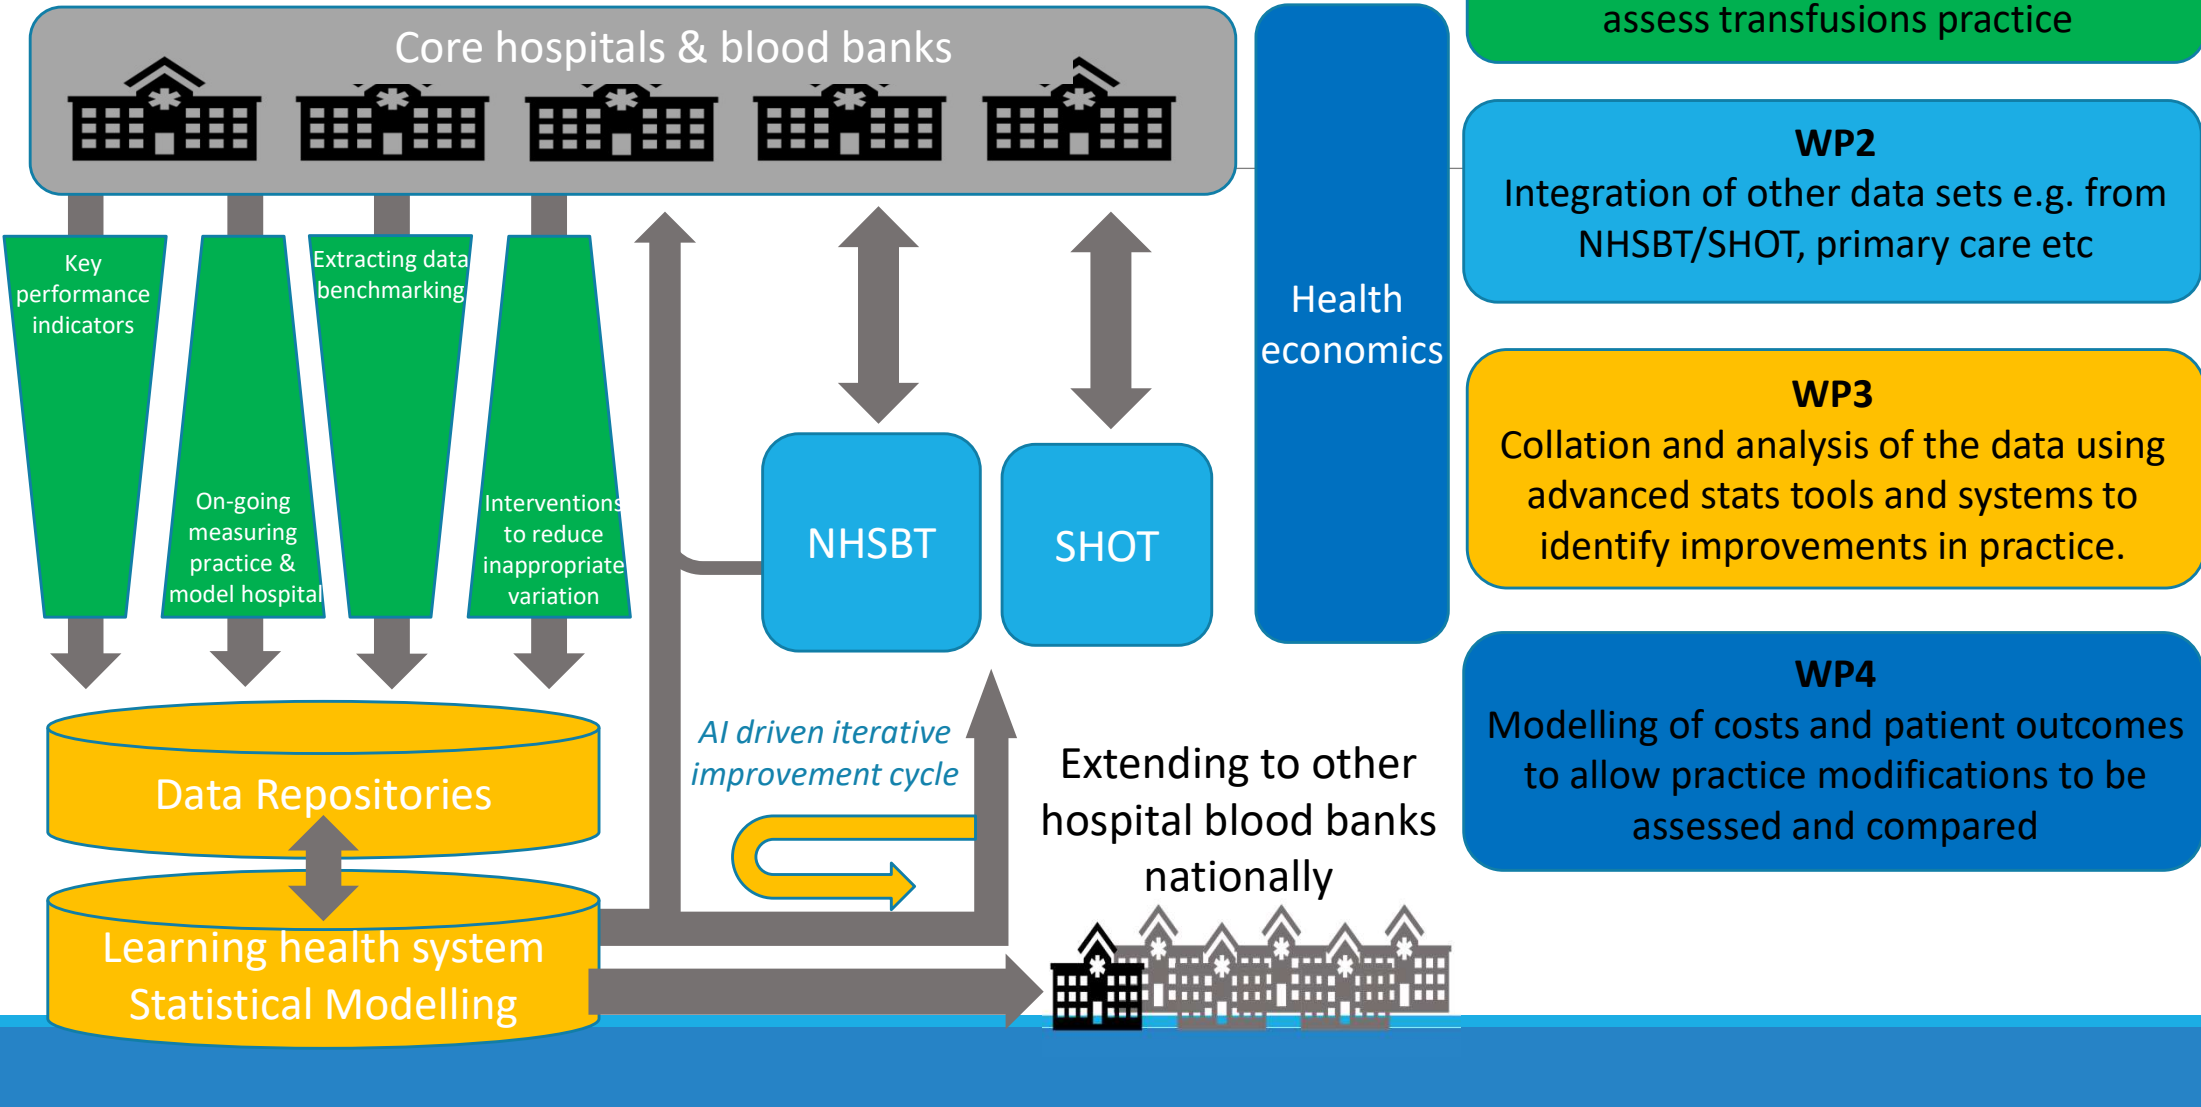 Core hospitals & blood banks
Key
performance
indicators
On-going
measuring
practice &
model hospital
Extracting data
benchmarking
Interventions
to reduce
inappropriate
variation
NHSBT
SHOT
Health
economics
Data Repositories
Learning health system
Statistical Modelling
AI driven iterative
improvement cycle
Extending to other
hospital blood banks
nationally
assess transfusions practice
WP2
Integration of other data sets e.g. from
NHSBT/SHOT, primary care etc
WP3
Collation and analysis of the data using
advanced stats tools and systems to
identify improvements in practice.
WP4
Modelling of costs and patient outcomes
to allow practice modifications to be
assessed and compared